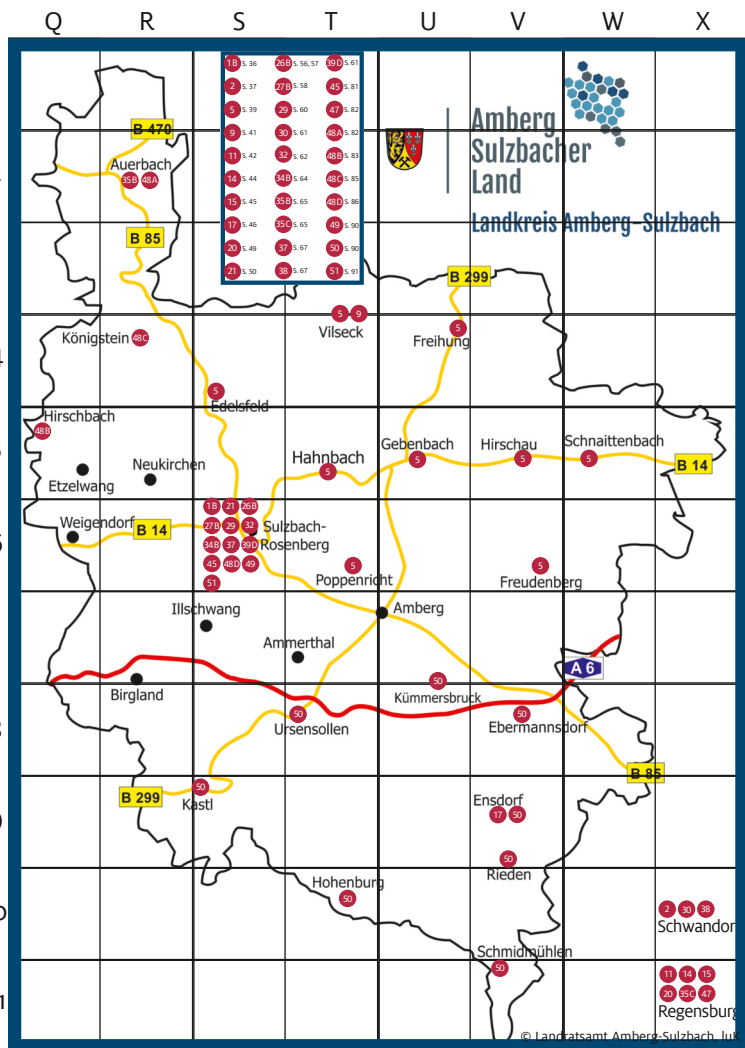 Q R S T U V W X
1B S. 36 26B S. 56, 57 39D S. 61
2 S. 37 27B S. 58 45 S. 81
5 S. 39 29 S. 60 47 S. 82
9 S. 41 30 S. 61 48A S. 82
11 S. 42 32 S. 62 48B S. 83
14 S. 44 34B S. 64 48C S. 85
15 S. 45 35B S. 65 48D S. 86
17 S. 46 35C S. 65 49 S. 90
20 S. 49 37 S. 67 50 S. 90
21 S. 50 38 S. 67 51 S. 91
Amberg
Sulzbacher
Land
Landkreis Amberg-Sulzbach
B 470
Auerbach
35B 48A
B 85
B 299
5 9
Vilseck
5
Freihung
Königstein 48C
4
5
Edelsfeld
Hirschbach
48B
Etzelwang
Neukirchen
Hahnbach
5
Gebenbach
5
Hirschau
5
Schnaittenbach
5
B 14
Weigendorf
B 14
1B 21 26B
27B 29 32
34B 37 39D
45 48D 49
51
Sulzbach-
Rosenberg
5
Poppenricht
5
Freudenberg
6
Illschwang
Amberg
Ammerthal
A 6
Birgland
50
Kümmersbruck
50
Ursensollen
50
Ebermannsdorf
B 85
B 299
50
Kastl
Ensdorf
17 50
50
Rieden
Hohenburg
50
2 30 38
Schwandor
Schmidmühlen
50
11 14 15
20 35C 47
Regensburg
1
© Landratsamt Amberg-Sulzbach, luK